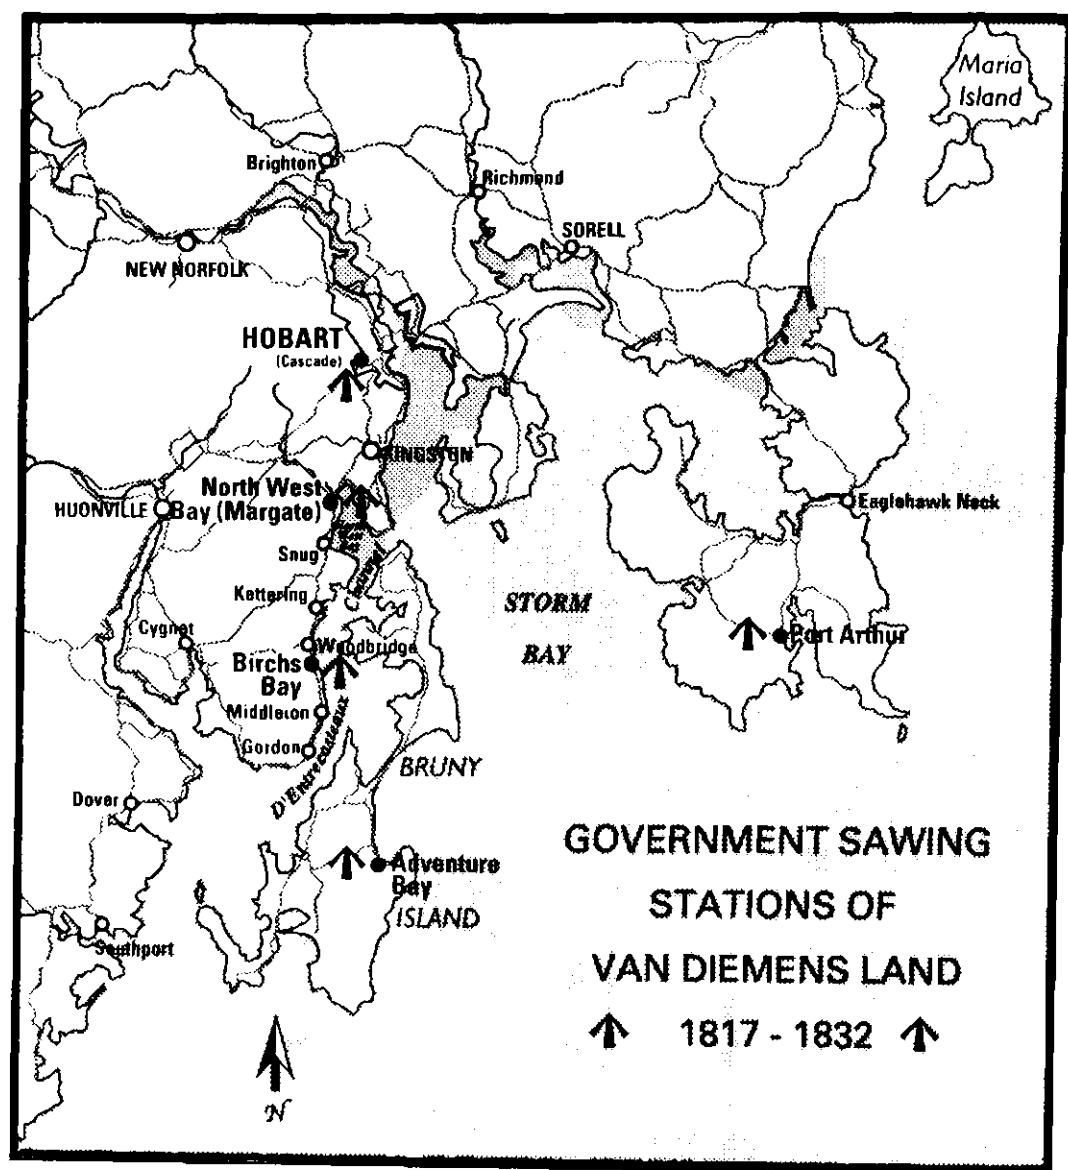 Maria
Island
Brighton
Richmond
SORELL
NEW NORFOLK
HOBART
(Cascade)
KINGSTON
North West
Bay (Margate)
HUONVILLE
Eaglehawk Neck
Snug
Kettering
STORM
BAY
Cygnet
Woodbridge
Port Arthur
Birchs
Bay
Middleton
Gordon
D'Entrecasteaux
BRUNY
Dover
Adventure
Bay
ISLAND
Southport
GOVERNMENT SAWING
STATIONS OF
VAN DIEMENS LAND
1817 - 1832
N